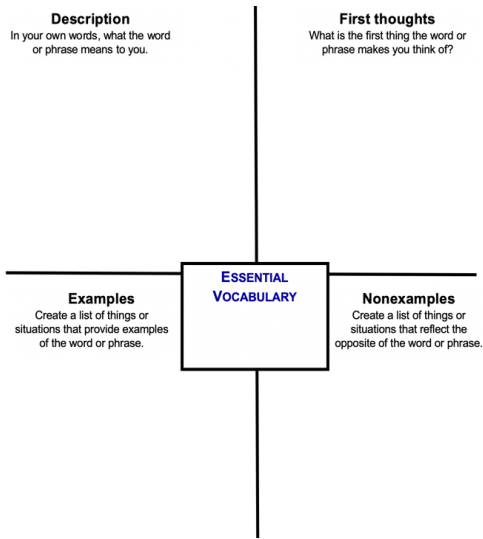 Description
In your own words, what the word
or phrase means to you.
First thoughts
What is the first thing the word or
phrase makes you think of?
ESSENTIAL
VOCABULARY
Examples
Create a list of things or
situations that provide examples
of the word or phrase.
Nonexamples
Create a list of things or
situations that reflect the
opposite of the word or phrase.